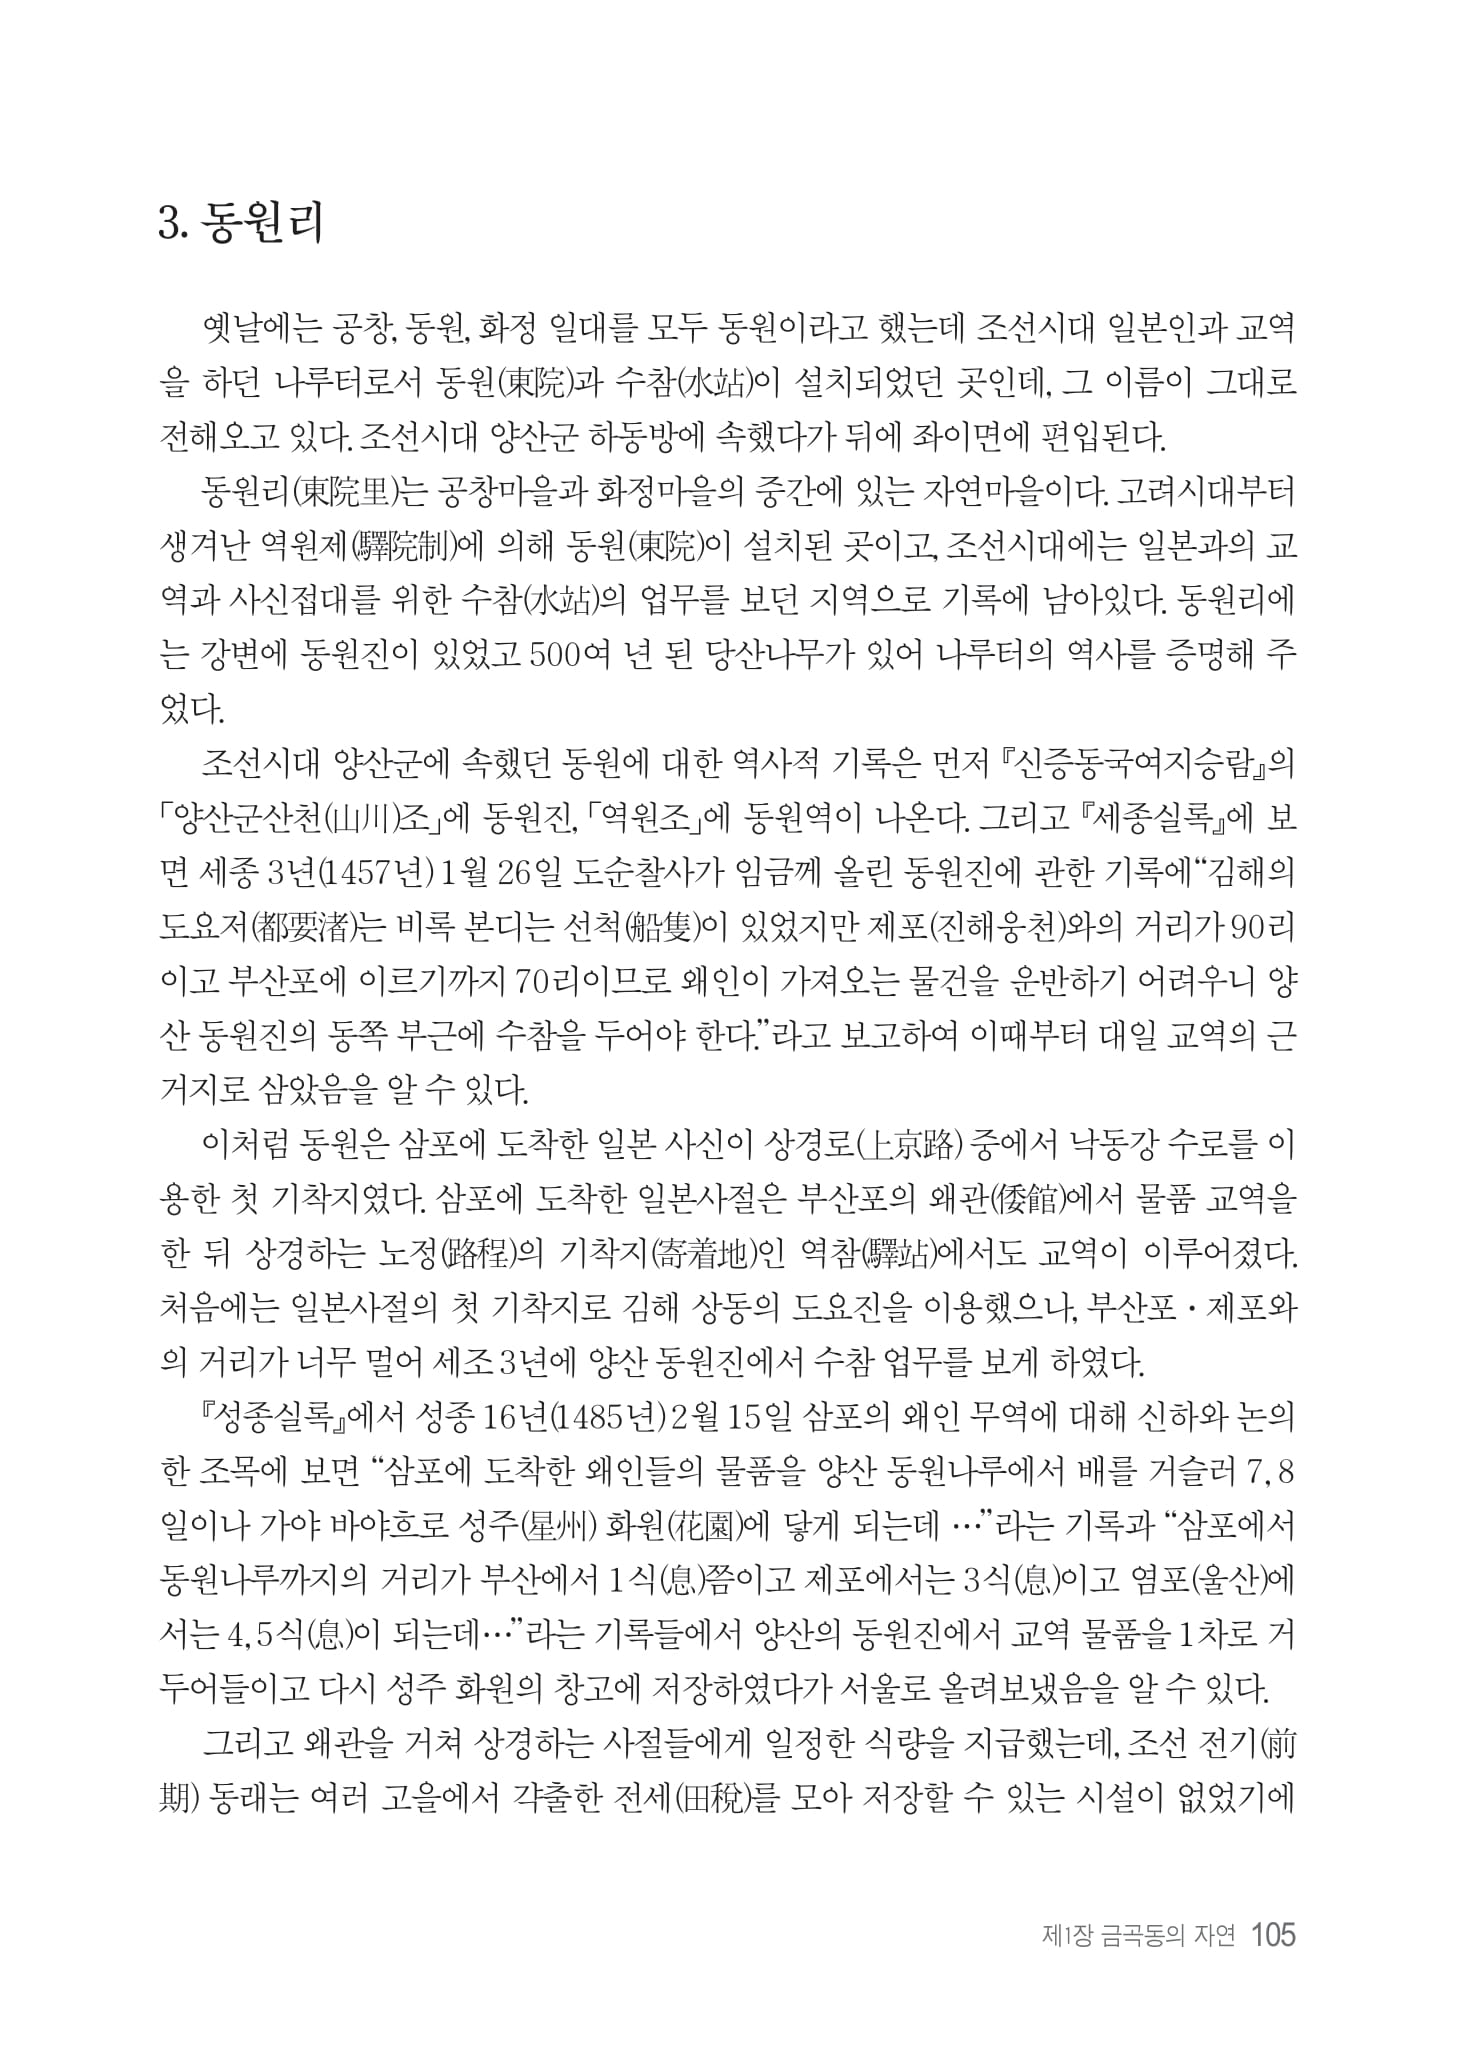 3. 동원리
옛날에는 공창, 동원, 화정 일대를 모두 동원이라고 했는데 조선시대 일본인과 교역
을 하던 나루터로서 동원(東院)과 수참(水站)이 설치되었던 곳인데, 그 이름이 그대로
전해오고 있다. 조선시대 양산군 하동방에 속했다가 뒤에 좌이면에 편입된다.
동원리(東院里)는 공창마을과 화정마을의 중간에 있는 자연마을이다. 고려시대부터
생겨난 역원제(驛院制)에 의해 동원(東院)이 설치된 곳이고, 조선시대에는 일본과의 교
역과 사신접대를 위한 수참(水站)의 업무를 보던 지역으로 기록에 남아있다. 동원리에
는 강변에 동원진이 있었고 500여 년 된 당산나무가 있어 나루터의 역사를 증명해 주
었다.
조선시대 양산군에 속했던 동원에 대한 역사적 기록은 먼저 『신증동국여지승람』의
「양산군산천(山川)조」에 동원진, 「역원조」에 동원역이 나온다. 그리고 『세종실록』에 보
면 세종 3년(1457년) 1월 26일 도순찰사가 임금께 올린 동원진에 관한 기록에“김해의
도요저(都要渚)는 비록 본디는 선척(船隻)이 있었지만 제포(진해웅천)와의 거리가 90리
이고 부산포에 이르기까지 70리이므로 왜인이 가져오는 물건을 운반하기 어려우니 양
산 동원진의 동쪽 부근에 수참을 두어야 한다.”라고 보고하여 이때부터 대일 교역의 근
거지로 삼았음을 알 수 있다.
이처럼 동원은 삼포에 도착한 일본 사신이 상경로(上京路) 중에서 낙동강 수로를 이
용한 첫 기착지였다. 삼포에 도착한 일본사절은 부산포의 왜관(倭館)에서 물품 교역을
한 뒤 상경하는 노정(路程)의 기착지(寄着地)인 역참(驛站)에서도 교역이 이루어졌다.
처음에는 일본사절의 첫 기착지로 김해 상동의 도요진을 이용했으나, 부산포・제포와
의 거리가 너무 멀어 세조 3년에 양산 동원진에서 수참 업무를 보게 하였다.
『성종실록』에서 성종 16년(1485년) 2월 15일 삼포의 왜인 무역에 대해 신하와 논의
한 조목에 보면 “삼포에 도착한 왜인들의 물품을 양산 동원나루에서 배를 거슬러 7, 8
일이나 가야 바야흐로 성주(星州) 화원(花園)에 닿게 되는데 …”라는 기록과 “삼포에서
동원나루까지의 거리가 부산에서 1식(息)쯤이고 제포에서는 3식(息)이고 염포(울산)에
서는 4, 5식(息)이 되는데…”라는 기록들에서 양산의 동원진에서 교역 물품을 1차로 거
두어들이고 다시 성주 화원의 창고에 저장하였다가 서울로 올려보냈음을 알 수 있다.
그리고 왜관을 거쳐 상경하는 사절들에게 일정한 식량을 지급했는데, 조선 전기(前
期) 동래는 여러 고을에서 갹출한 전세(田稅)를 모아 저장할 수 있는 시설이 없었기에
제1장 금곡동의 자연 105